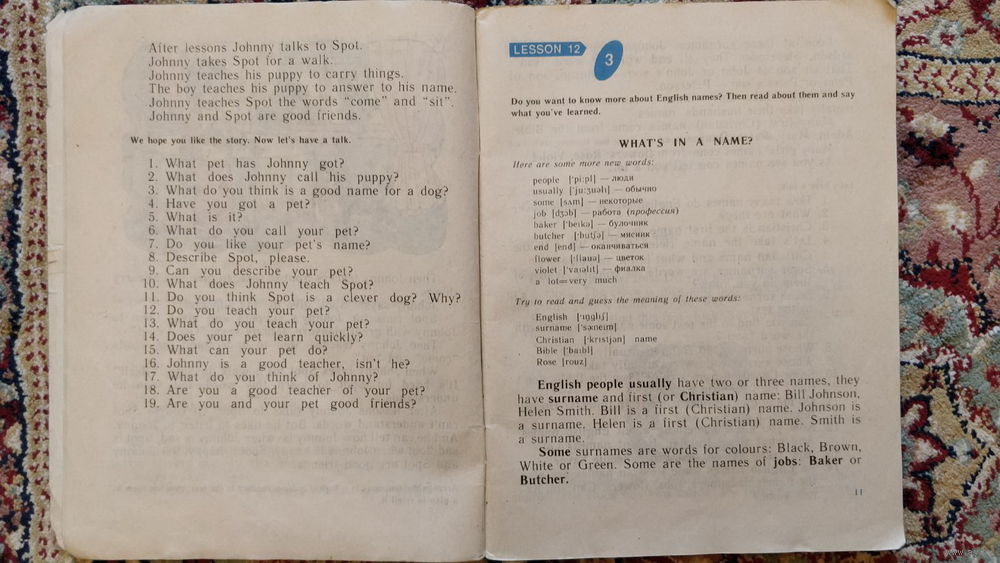 After lessons Johnny talks to Spot.
Johnny takes Spot for a walk.
Johnny teaches his puppy to carry things.
The boy teaches his puppy to answer to his name.
Johnny teaches Spot the words “come” and “sit”.
Johnny and Spot are good friends.
We hope you like the story. Now let's have a talk.
1. What pet has Johnny got?
2. What does Johnny call his puppy?
3. What do you think is a good name for a dog?
4. Have you got a pet?
5. What is it?
6. What do you call your pet?
7. Do you like your pet's name?
8. Describe Spot, please.
9. Can you describe your pet?
10. What does Johnny teach Spot?
11. Do you think Spot is a clever dog? Why?
12. Do you teach your pet?
13. What do you teach your pet?
14. Does your pet learn quickly?
15. What can your pet do?
16. Johnny is a good teacher, isn't he?
17. What do you think of Johnny?
18. Are you a good teacher of your pet?
19. Are you and your pet good friends?
LESSON 12
3
Do you want to know more about English names? Then read about them and say
what you've learned.
WHAT'S IN A NAME?
Here are some more new words:
people ['pi:pl] — люди
usually ['ju:ʒuəlı] — обычно
some [sʌm] — некоторые
job [dʒɔb] — работа (профессия)
baker ['beıkə] — булочник
butcher ['butʃə] — мясник
end [end] — оканчиваться
flower ['flauə] — цветок
violet ['vaıəlıt] — фиалка
a lot=very much
Try to read and guess the meaning of these words:
English ['ıŋglıʃ]
surname ['sə:neım]
Christian ['krıstjən] name
Bible ['baıbl]
Rose [rouz]
English people usually have two or three names, they
have surname and first (or Christian) name: Bill Johnson,
Helen Smith. Bill is a first (Christian) name. Johnson is
a surname. Helen is a first (Christian) name. Smith is
a surname.
Some surnames are words for colours: Black, Brown,
White or Green. Some are the names of jobs: Baker or
Butcher.
11